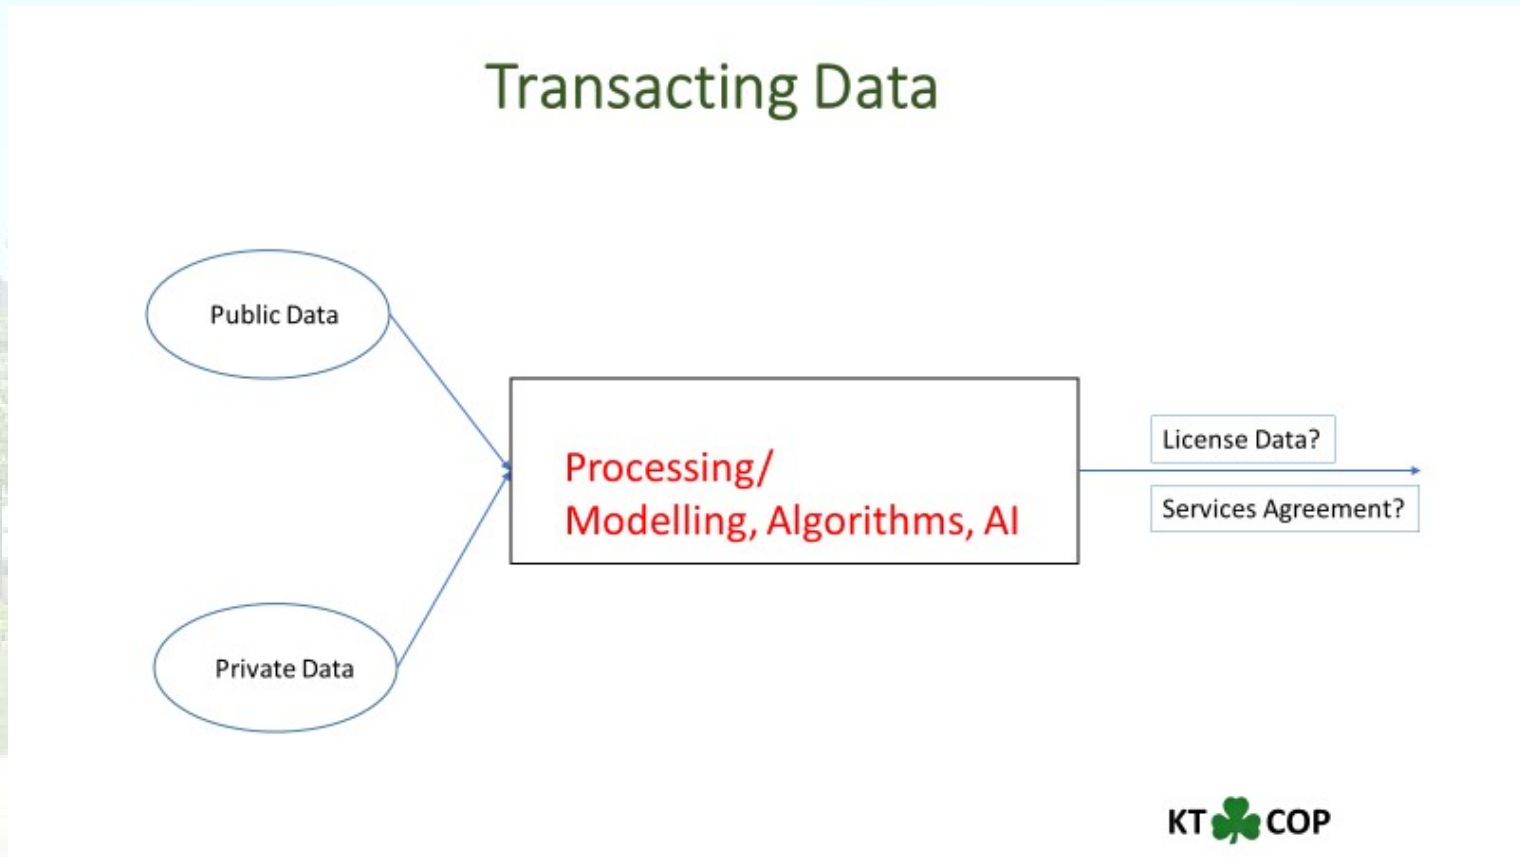 Transacting Data
Public Data
Processing/
Modelling, Algorithms, AI
License Data?
Services Agreement?
Private Data
KT COP